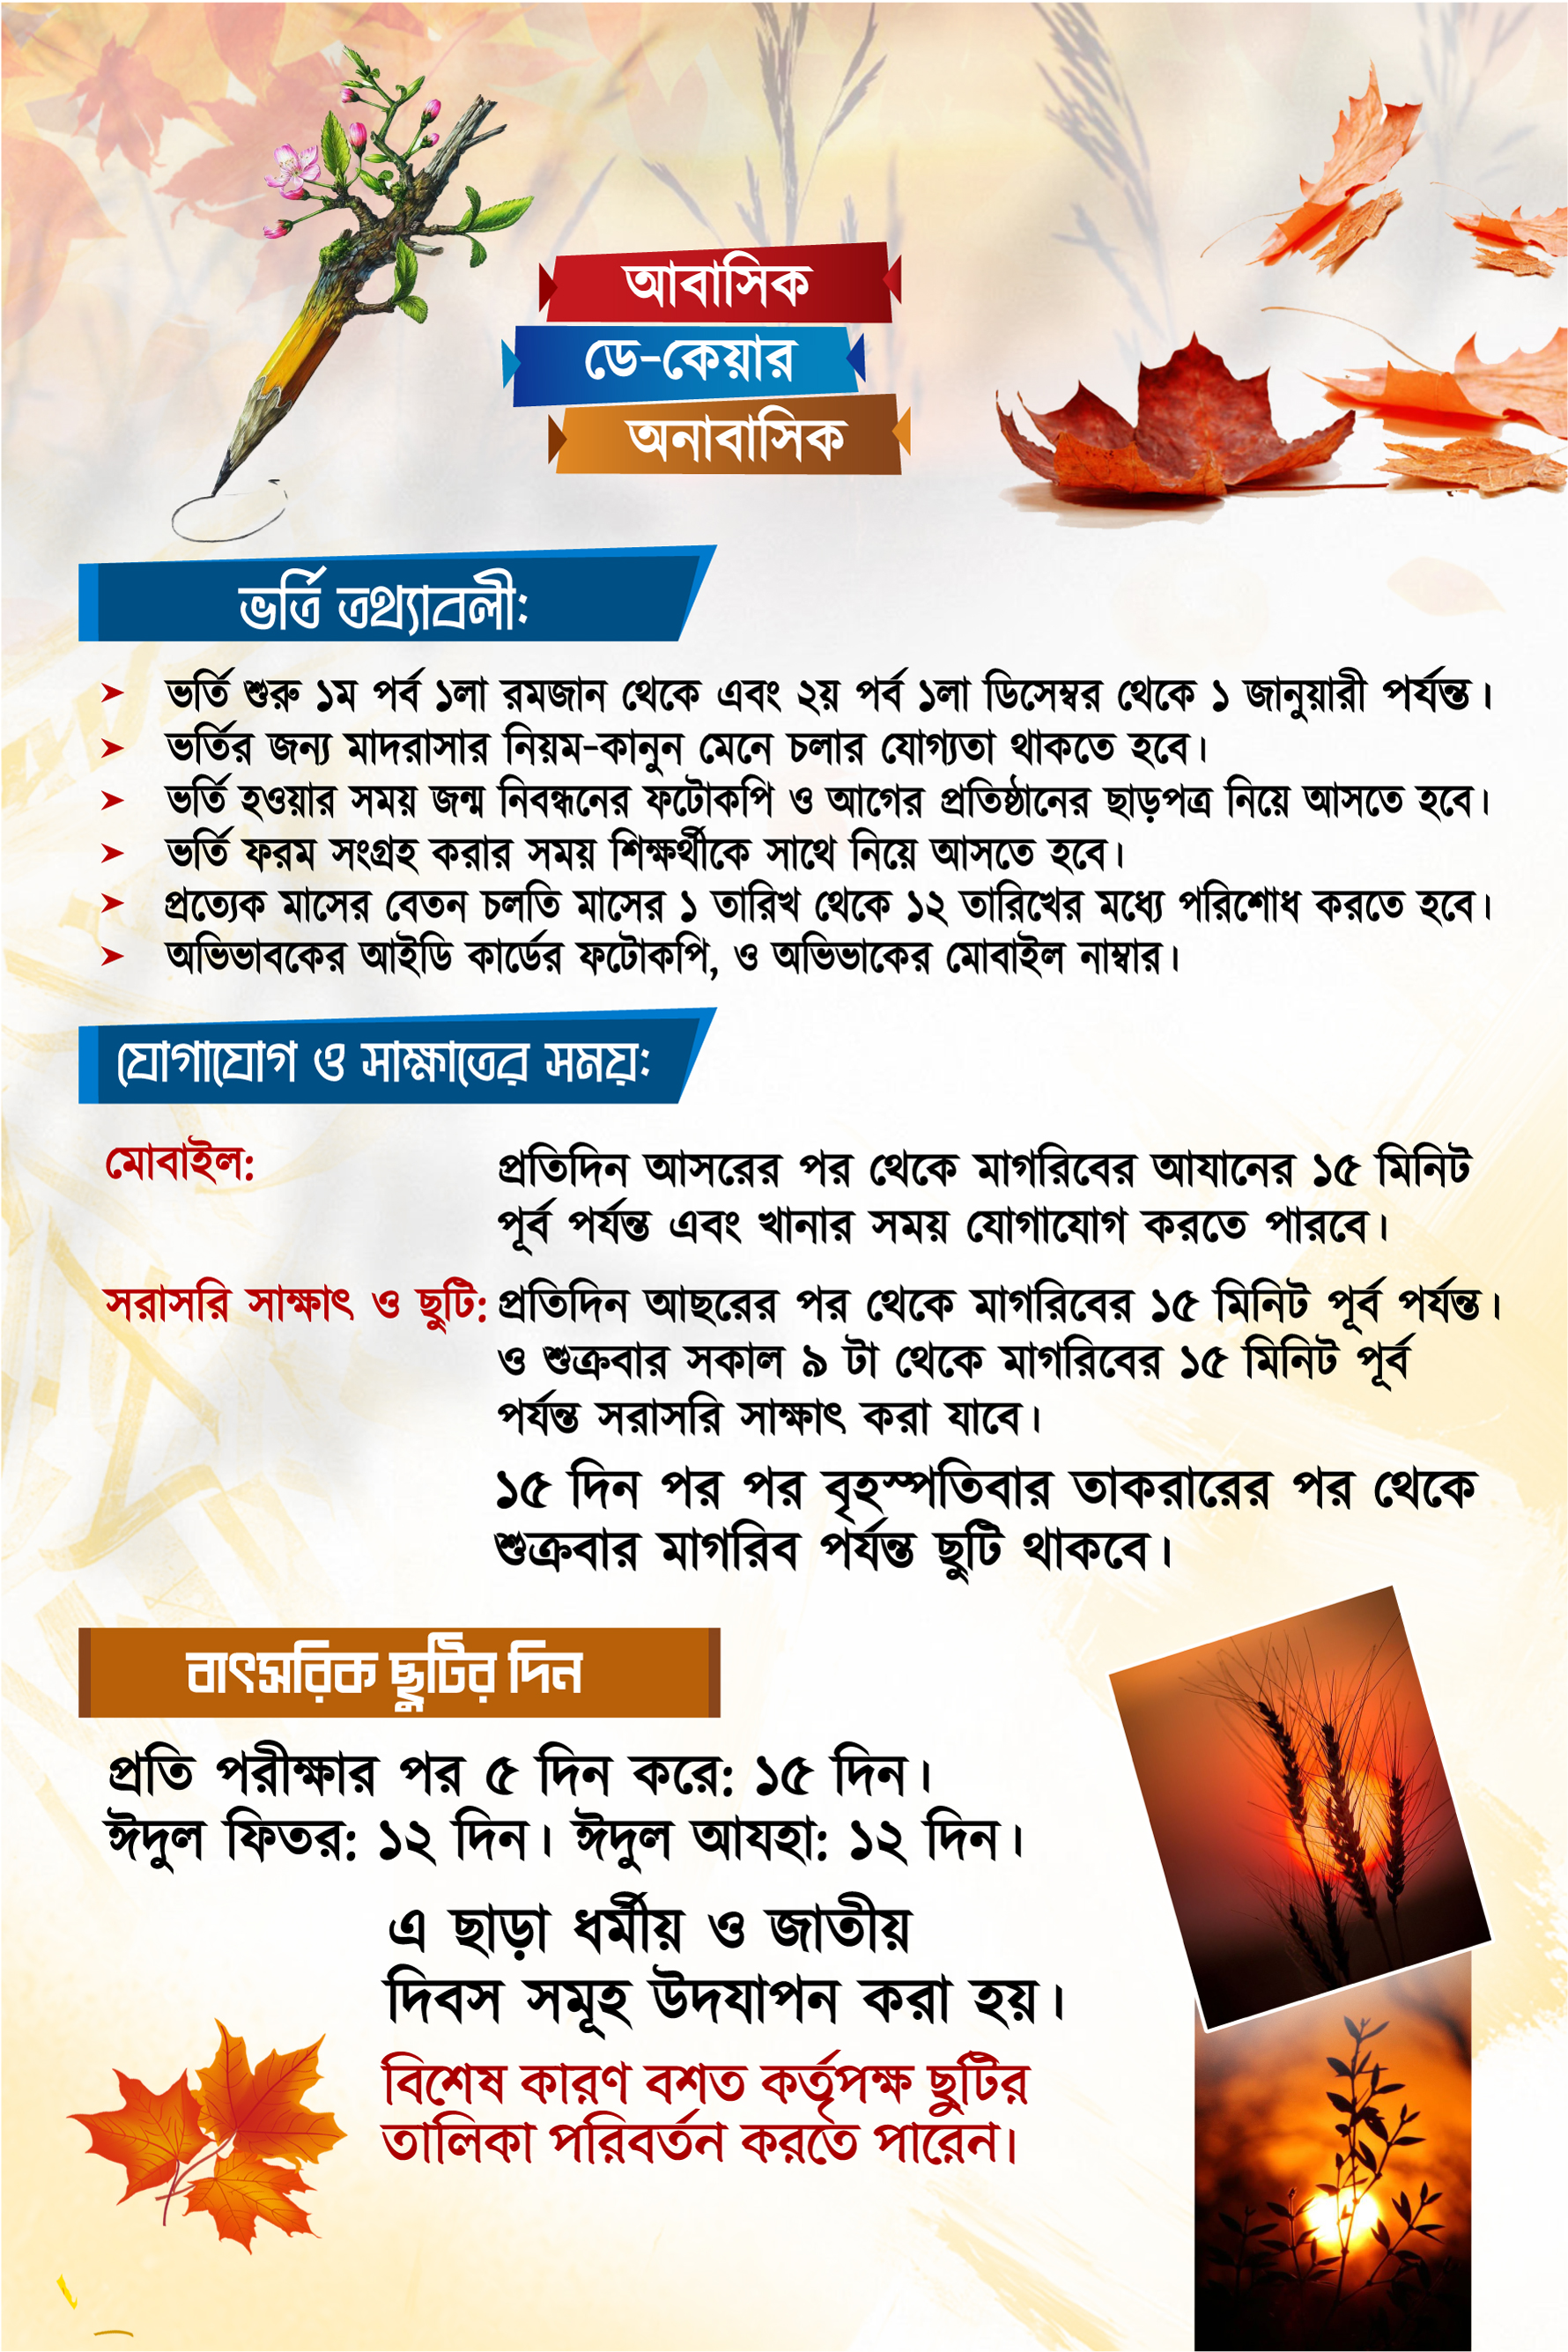 আবাসিক
ডে-কেয়ার
অনাবাসিক
ভর্তি তথ্যাবলী:
ভর্তি শুরু ১ম পর্ব ১লা রমজান থেকে এবং ২য় পর্ব ১লা ডিসেম্বর থেকে ১ জানুয়ারী পর্যন্ত।
ভর্তির জন্য মাদরাসার নিয়ম-কানুন মেনে চলার যোগ্যতা থাকতে হবে।
ভর্তি হওয়ার সময় জন্ম নিবন্ধনের ফটোকপি ও আগের প্রতিষ্ঠানের ছাড়পত্র নিয়ে আসতে হবে।
ভর্তি ফরম সংগ্রহ করার সময় শিক্ষর্থীকে সাথে নিয়ে আসতে হবে।
প্রত্যেক মাসের বেতন চলতি মাসের ১ তারিখ থেকে ১২ তারিখের মধ্যে পরিশোধ করতে হবে।
অভিভাবকের আইডি কার্ডের ফটোকপি, ও অভিভাকের মোবাইল নাম্বার।
যোগাযোগ ও সাক্ষাতের সময়:
মোবাইল: প্রতিদিন আসরের পর থেকে মাগরিবের আযানের ১৫ মিনিট
পূর্ব পর্যন্ত এবং খানার সময় যোগাযোগ করতে পারবে।
সরাসরি সাক্ষাৎ ও ছুটি: প্রতিদিন আছরের পর থেকে মাগরিবের ১৫ মিনিট পূর্ব পর্যন্ত।
ও শুক্রবার সকাল ৯ টা থেকে মাগরিবের ১৫ মিনিট পূর্ব
পর্যন্ত সরাসরি সাক্ষাৎ করা যাবে।
১৫ দিন পর পর বৃহস্পতিবার তাকরারের পর থেকে
শুক্রবার মাগরিব পর্যন্ত ছুটি থাকবে।
বাৎসরিক ছুটির দিন
প্রতি পরীক্ষার পর ৫ দিন করে: ১৫ দিন।
ঈদুল ফিতর: ১২ দিন। ঈদুল আযহা: ১২ দিন।
এ ছাড়া ধর্মীয় ও জাতীয়
দিবস সমূহ উদযাপন করা হয়।
বিশেষ কারণ বশত কর্তৃপক্ষ ছুটির
তালিকা পরিবর্তন করতে পারেন।